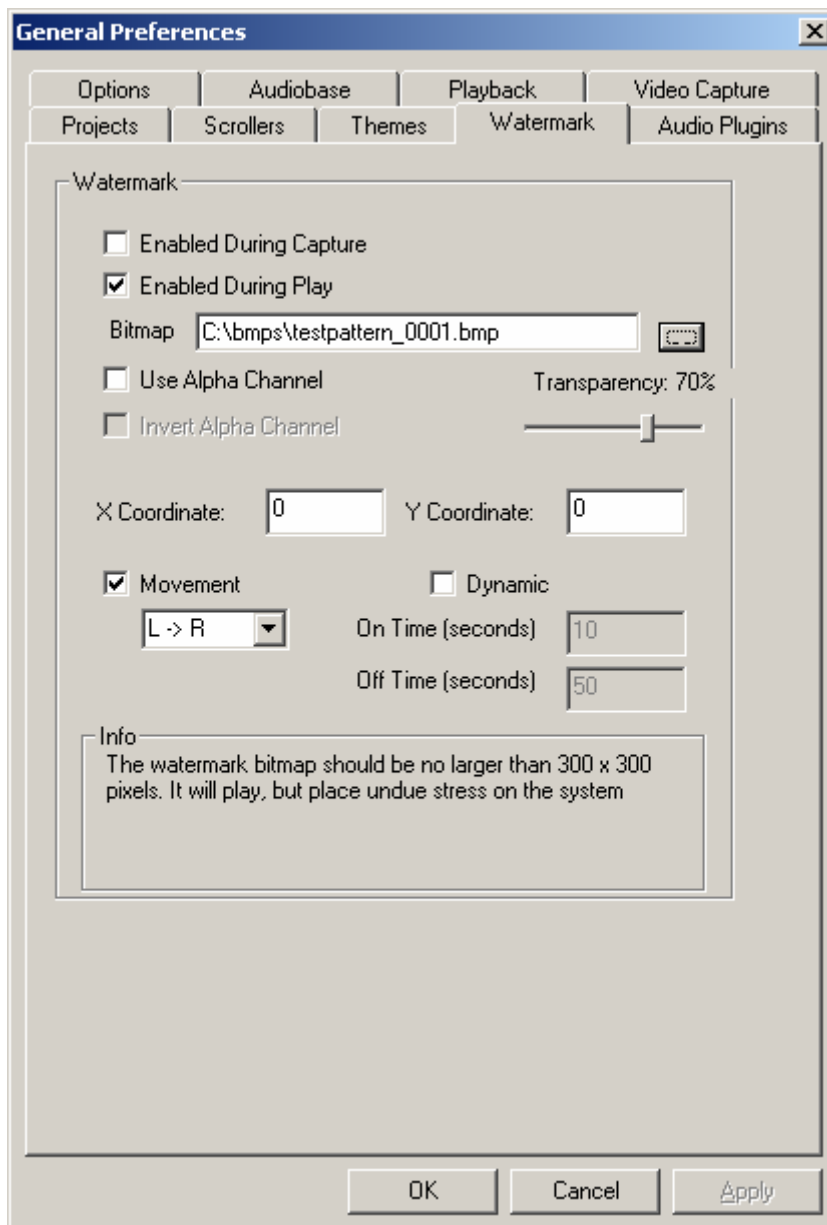 General Preferences
Options Audiobase Playback Video Capture
Projects Scrollers Themes Watermark Audio Plugins
Watermark
Enabled During Capture
Enabled During Play
Bitmap C:\bmps\testpattern_0001.bmp
Use Alpha Channel Transparency: 70%
Invert Alpha Channel
X Coordinate: 0 Y Coordinate: 0
Movement Dynamic
L -> R On Time (seconds) 10
Off Time (seconds) 50
Info
The watermark bitmap should be no larger than 300 x 300
pixels. It will play, but place undue stress on the system
OK Cancel Apply